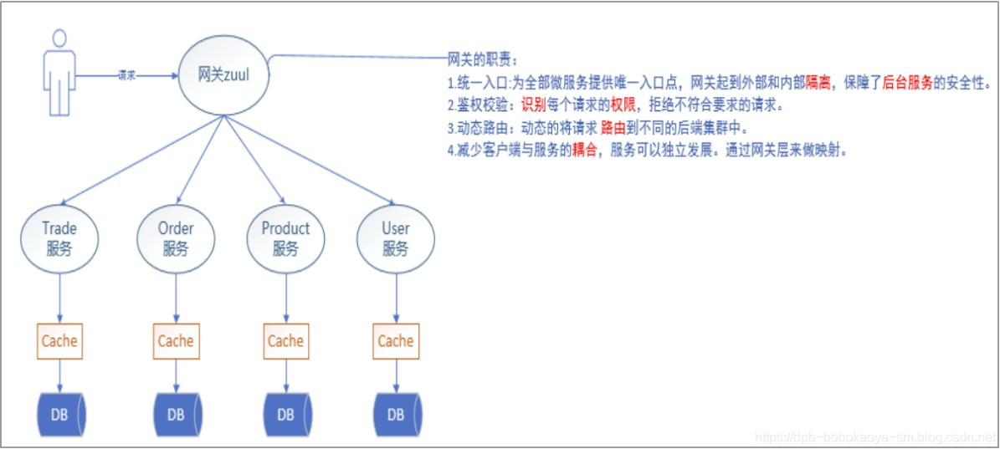 请求
网关zuul
网关的职责：
1.统一入口:为全部微服务提供唯一入口点，网关起到外部和内部隔离，保障了后台服务的安全性。
2.鉴权校验：识别每个请求的权限，拒绝不符合要求的请求。
3.动态路由：动态的将请求 路由到不同的后端集群中。
4.减少客户端与服务的耦合，服务可以独立发展。通过网关层来做映射。
Trade
服务
Order
服务
Product
服务
User
服务
Cache
Cache
Cache
Cache
DB
DB
DB
DB
https://dpb-bobokaoya-sm.blog.csdn.net